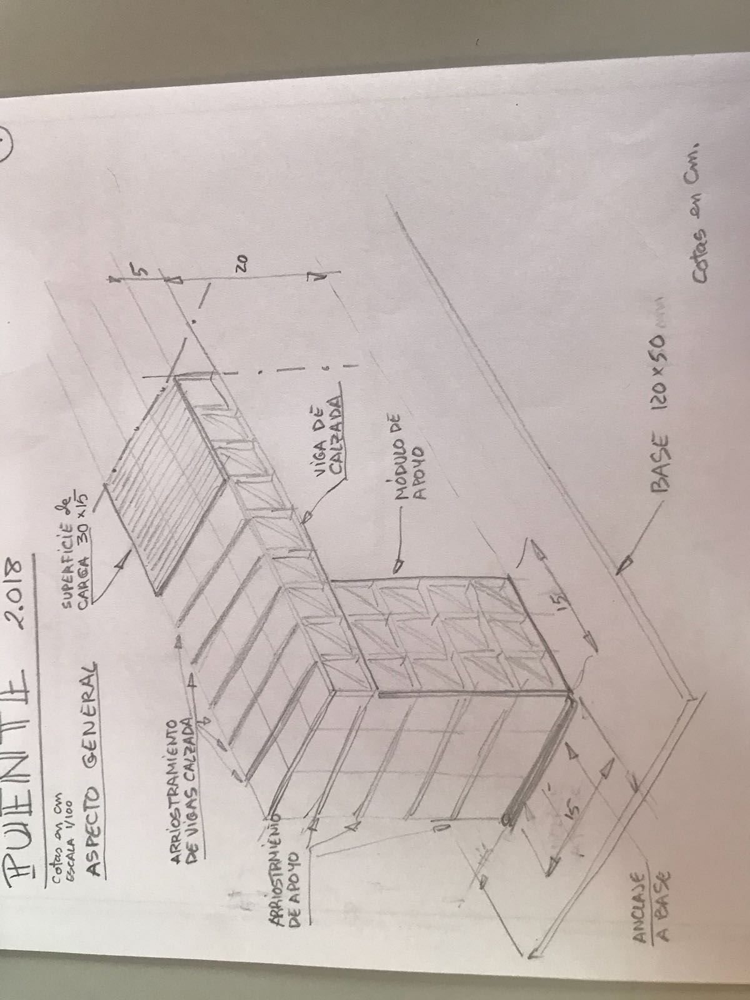 PUENTE 2.018
Cotas en cm
ESCALA 1/100
ASPECTO GENERAL
SUPERFICIE de
CARGA 30 x 15
ARRIOSTRAMIENTO
DE VIGAS CALZADA
ARRIOSTRMIENTO
DE APOYO
5
20
VIGA DE
CALZADA
MÓDULO DE
APOYO
15
15
ANCLAJE
A BASE
BASE 120 x 50
Cotas en cm.